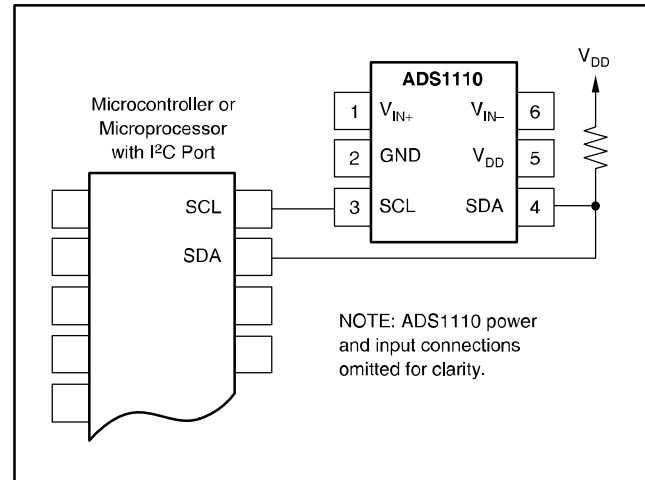 Microcontroller or
Microprocessor
with I²C Port
SCL
SDA
ADS1110
1 V_IN+ V_IN– 6
2 GND V_DD 5
3 SCL SDA 4
V_DD
NOTE: ADS1110 power
and input connections
omitted for clarity.